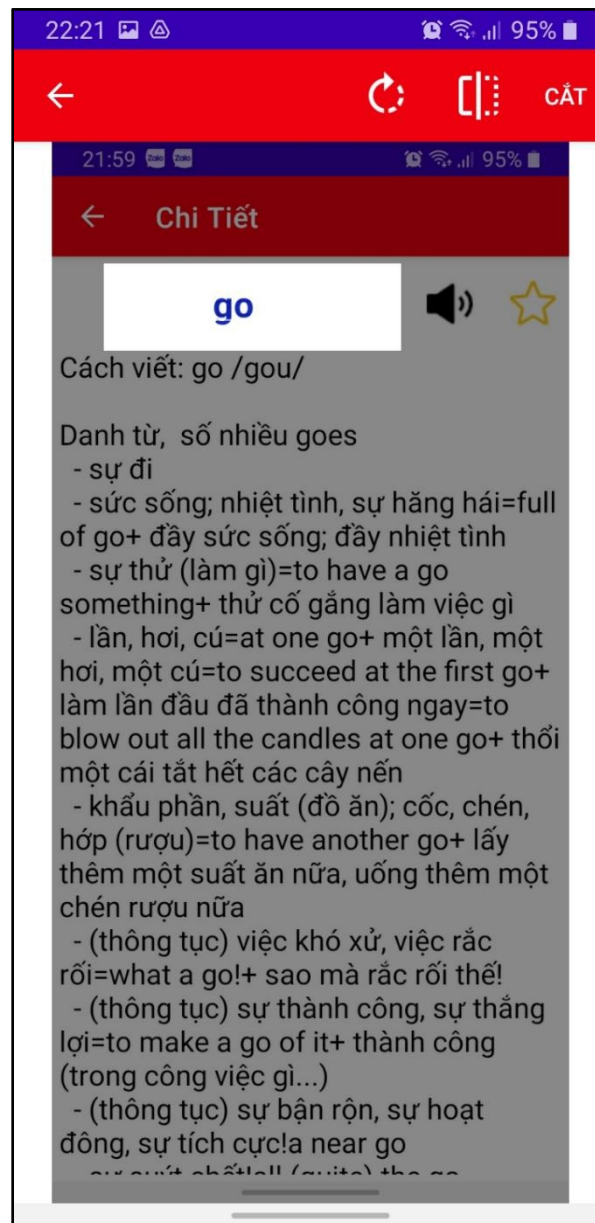 22:21 95%
CẮT
21:59 Zalo Zalo 95%
Chi Tiết
go
Cách viết: go /gou/
Danh từ,  số nhiều goes
- sự đi
- sức sống; nhiệt tình, sự hăng hái=full
of go+ đầy sức sống; đầy nhiệt tình
- sự thử (làm gì)=to have a go
something+ thử cố gắng làm việc gì
- lần, hơi, cú=at one go+ một lần, một
hơi, một cú=to succeed at the first go+
làm lần đầu đã thành công ngay=to
blow out all the candles at one go+ thổi
một cái tắt hết các cây nến
- khẩu phần, suất (đồ ăn); cốc, chén,
hớp (rượu)=to have another go+ lấy
thêm một suất ăn nữa, uống thêm một
chén rượu nữa
- (thông tục) việc khó xử, việc rắc
rối=what a go!+ sao mà rắc rối thế!
- (thông tục) sự thành công, sự thắng
lợi=to make a go of it+ thành công
(trong công việc gì...)
- (thông tục) sự bận rộn, sự hoạt
đông, sự tích cực!a near go